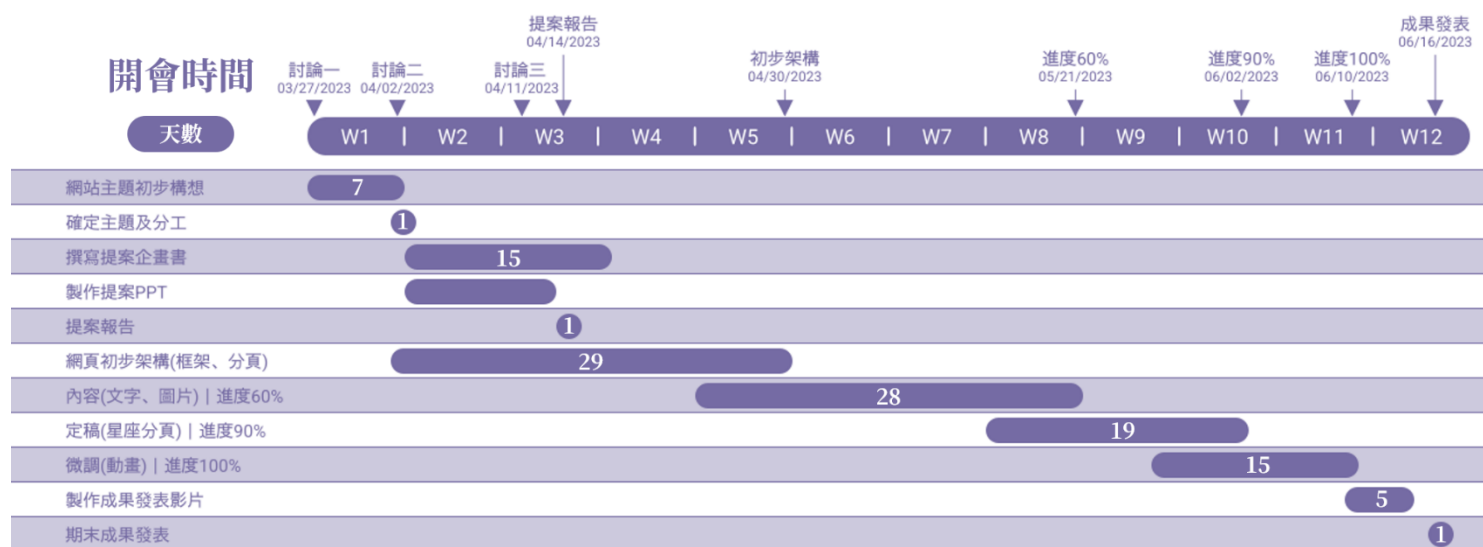 提案報告
04/14/2023
成果發表
06/16/2023
開會時間
討論一
03/27/2023
討論二
04/02/2023
討論三
04/11/2023
初步架構
04/30/2023
進度60%
05/21/2023
進度90%
06/02/2023
進度100%
06/10/2023
天數
W1 | W2 | W3 | W4 | W5 | W6 | W7 | W8 | W9 | W10 | W11 | W12
網站主題初步構想 7
確定主題及分工 1
撰寫提案企畫書 15
製作提案PPT
提案報告 1
網頁初步架構(框架、分頁) 29
內容(文字、圖片)｜進度60% 28
定稿(星座分頁)｜進度90% 19
微調(動畫)｜進度100% 15
製作成果發表影片 5
期末成果發表 1